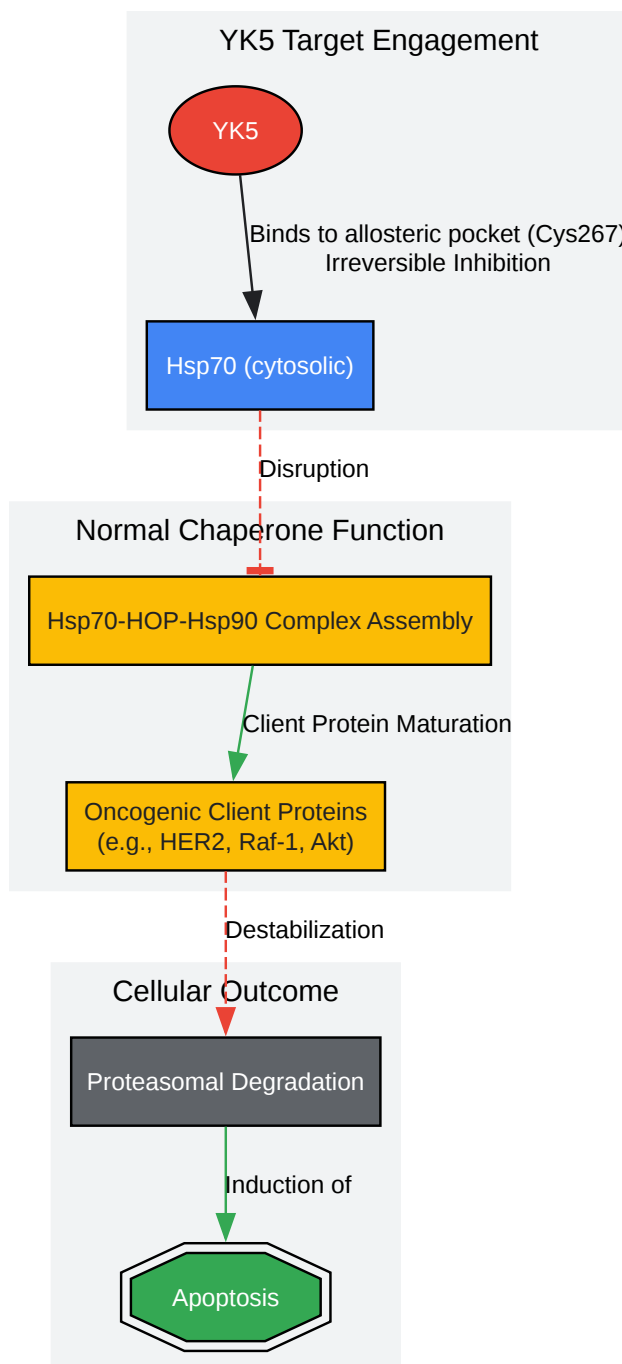 YK5 Target Engagement
YK5
Binds to allosteric pocket (Cys267)
Irreversible Inhibition
Hsp70 (cytosolic)
Disruption
Normal Chaperone Function
Hsp70-HOP-Hsp90 Complex Assembly
Client Protein Maturation
Oncogenic Client Proteins
(e.g., HER2, Raf-1, Akt)
Destabilization
Cellular Outcome
Proteasomal Degradation
Induction of
Apoptosis